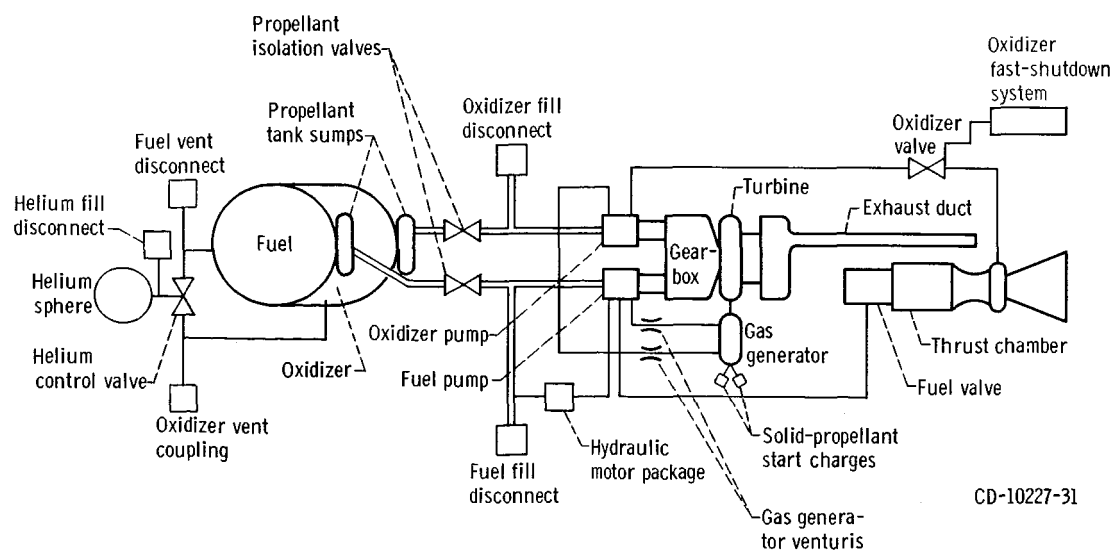 Propellant
isolation valves
Oxidizer
fast-shutdown
system
Propellant
tank sumps
Oxidizer fill
disconnect
Oxidizer
valve
Fuel vent
disconnect
Turbine
Helium fill
disconnect
Exhaust duct
Fuel
Gear-
box
Helium
sphere
Oxidizer pump
Gas
generator
Thrust chamber
Helium
control valve
Oxidizer
Fuel pump
Fuel valve
Oxidizer vent
coupling
Hydraulic
motor package
Solid-propellant
start charges
Fuel fill
disconnect
CD-10227-31
Gas genera-
tor venturis